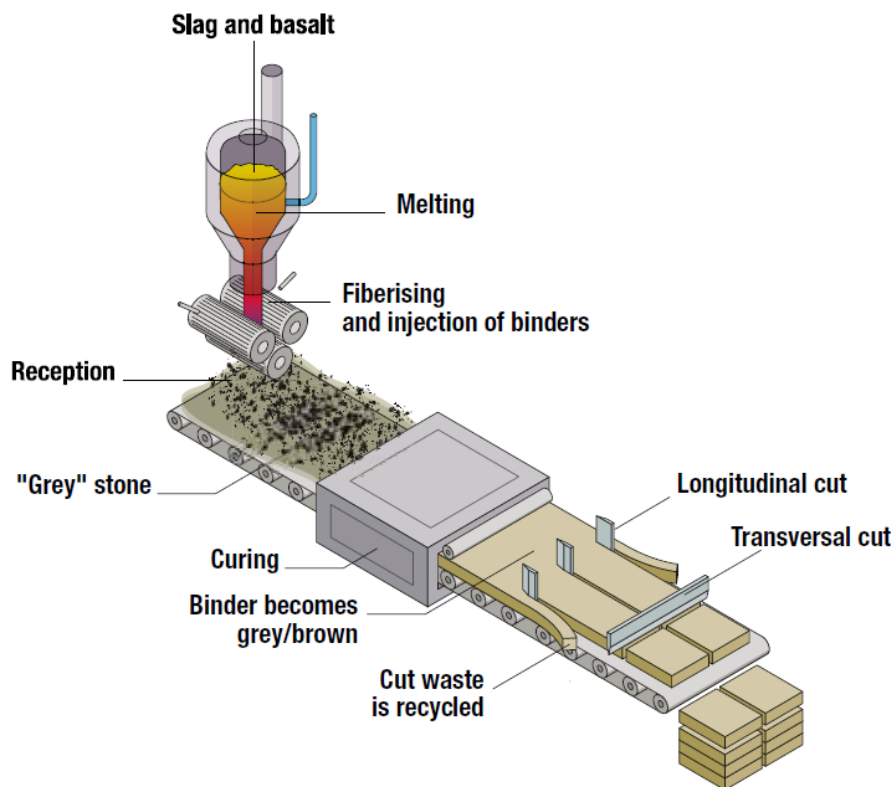 Slag and basalt
Melting
Fiberising
and injection of binders
Reception
"Grey" stone
Longitudinal cut
Transversal cut
Curing
Binder becomes
grey/brown
Cut waste
is recycled